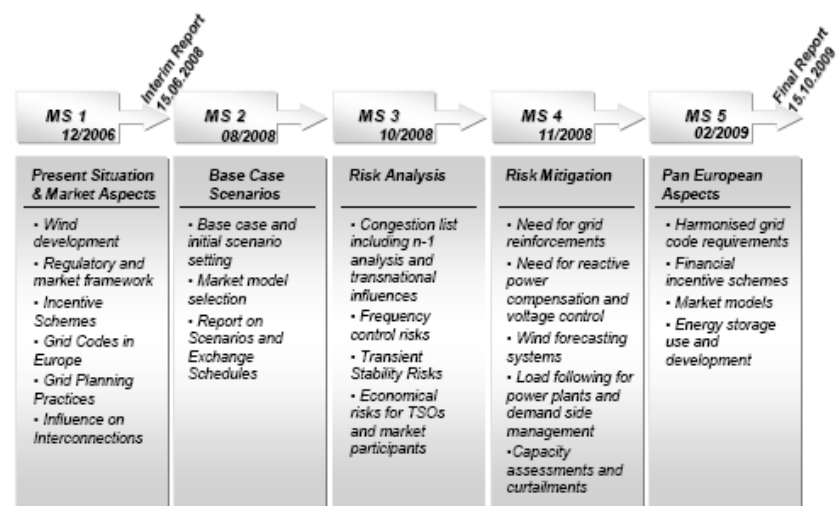 Interim Report
15.06.2008
Final Report
15.10.2009
MS 1
12/2006
MS 2
08/2008
MS 3
10/2008
MS 4
11/2008
MS 5
02/2009
Present Situation
& Market Aspects
• Wind
development
• Regulatory and
market framework
• Incentive
Schemes
• Grid Codes in
Europe
• Grid Planning
Practices
• Influence on
Interconnections
Base Case
Scenarios
• Base case and
initial scenario
setting
• Market model
selection
• Report on
Scenarios and
Exchange
Schedules
Risk Analysis
• Congestion list
including n-1
analysis and
transnational
influences
• Frequency
control risks
• Transient
Stability Risks
• Economical
risks for TSOs
and market
participants
Risk Mitigation
• Need for grid
reinforcements
• Need for reactive
power
compensation and
voltage control
• Wind forecasting
systems
• Load following for
power plants and
demand side
management
•Capacity
assessments and
curtailments
Pan European
Aspects
• Harmonised grid
code requirements
• Financial
incentive schemes
• Market models
• Energy storage
use and
development